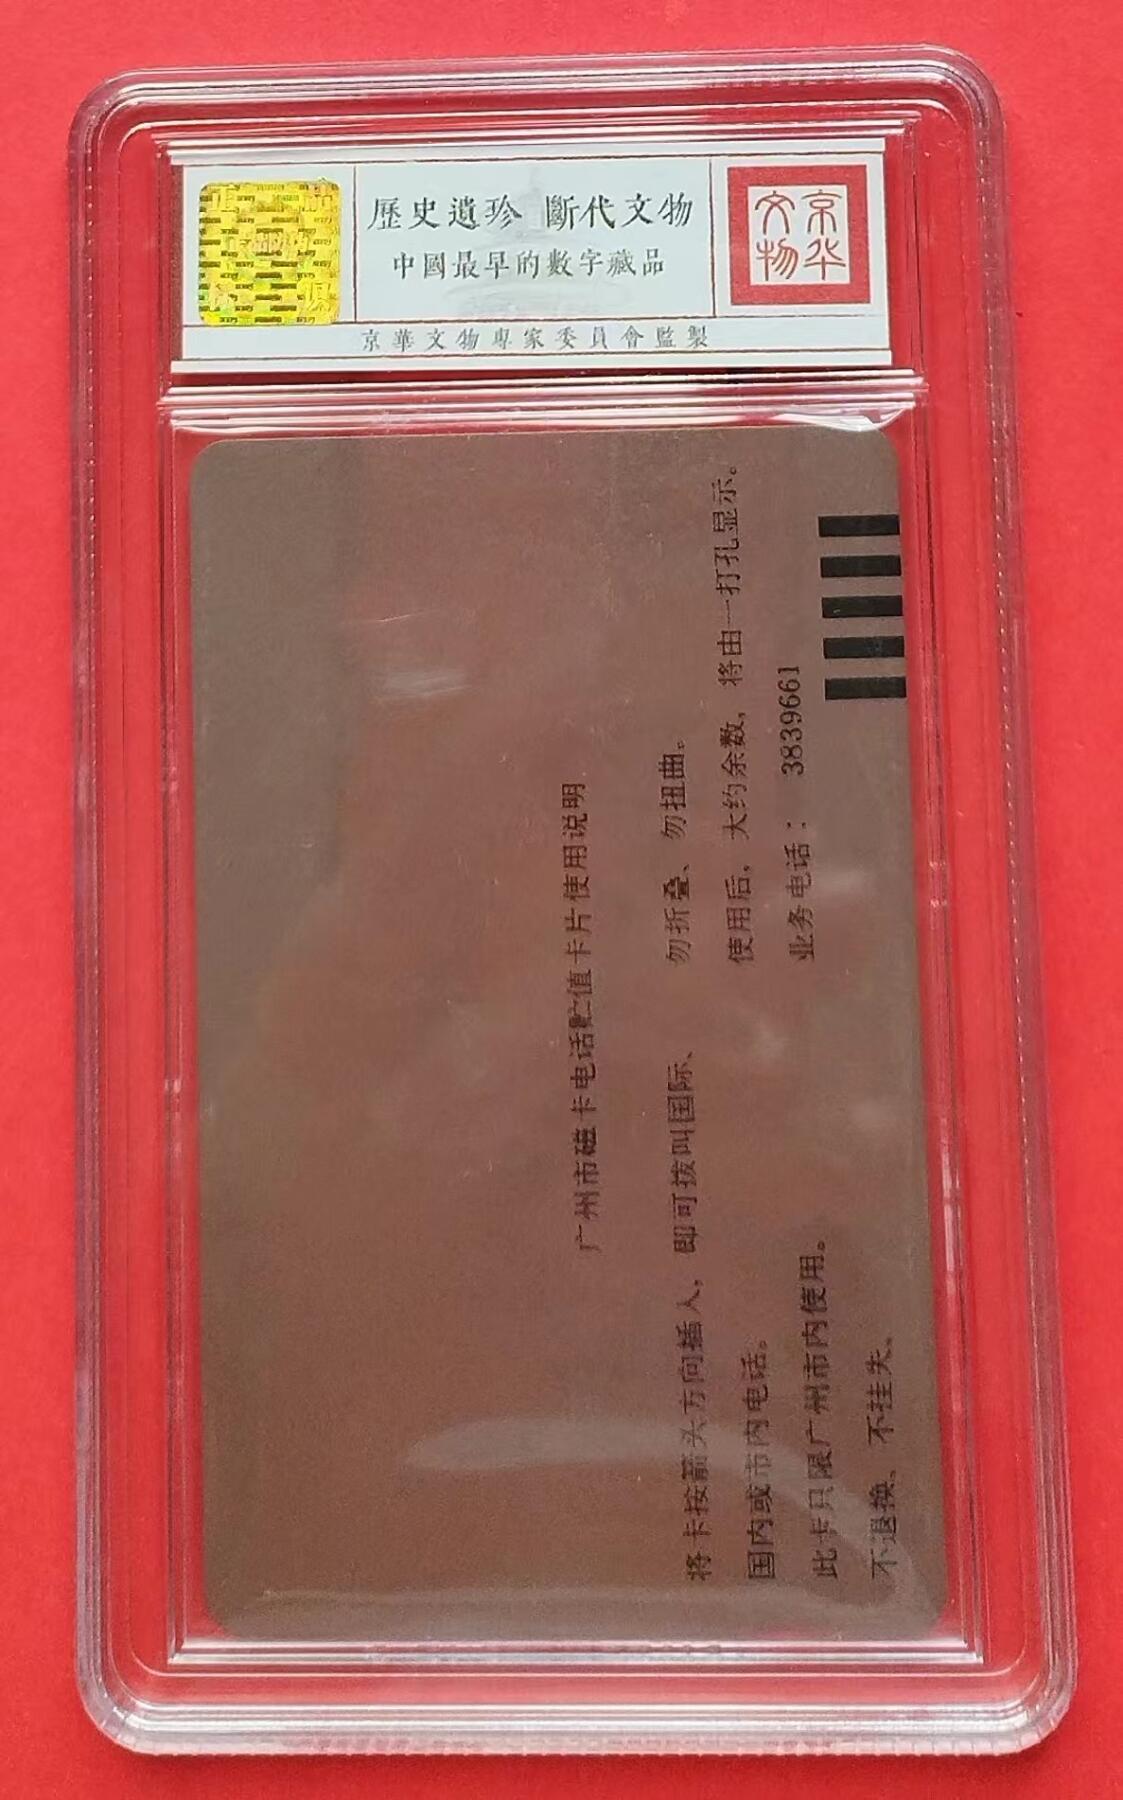 正 品
歷史遺珍 斷代文物
中國最早的數字藏品
京华
文物
京華文物專家委員會監製
广州市磁卡电话贮值卡片使用说明
将卡按箭头方向插入，即可拨叫国际、
国内或市内电话。
此卡只限广州市内使用。
不退换、不挂失、
勿折叠、勿扭曲。
使用后，大约余数，将由一打孔显示。
业务电话：3839661